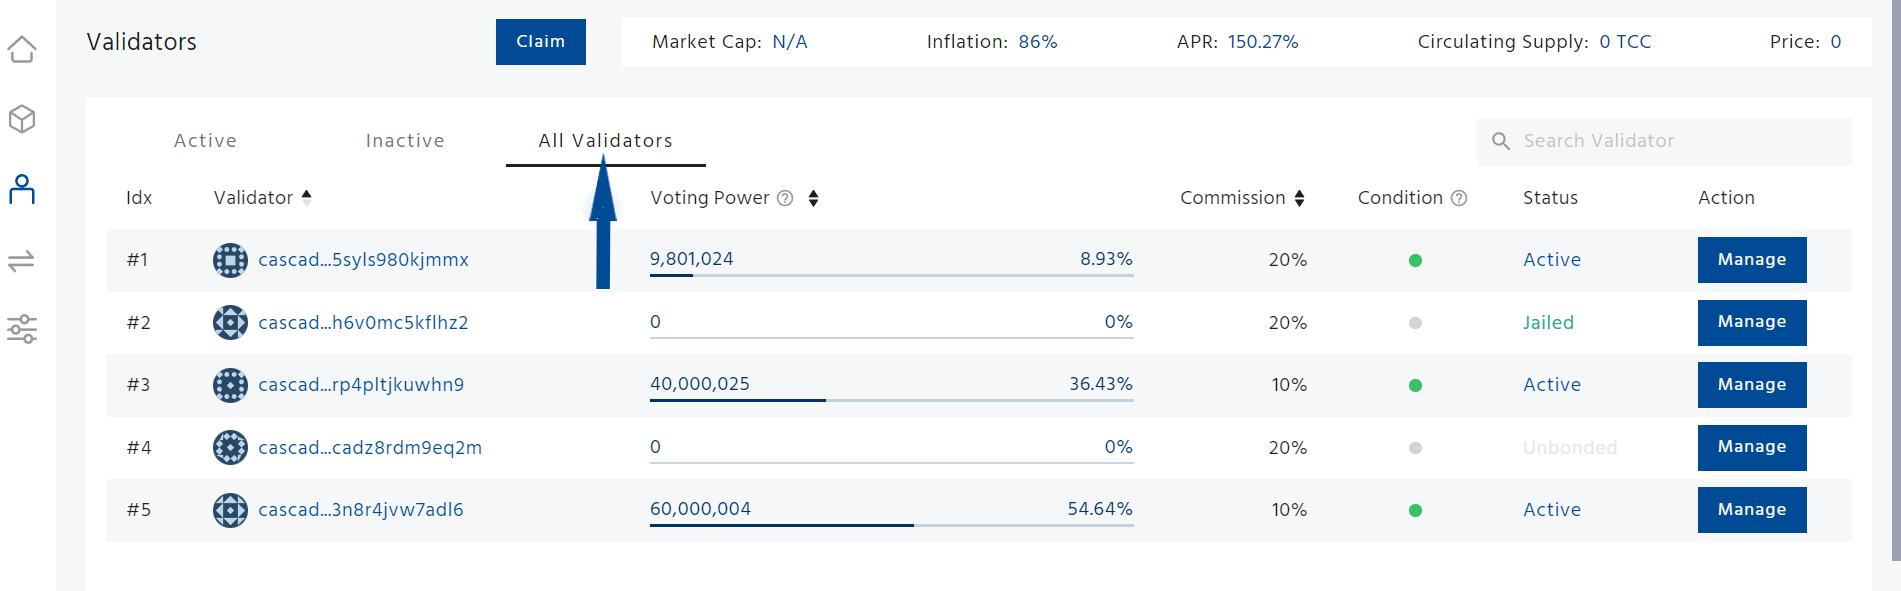 Validators Claim Market Cap: N/A Inflation: 86% APR: 150.27% Circulating Supply: 0 TCC Price: 0
Active Inactive All Validators Search Validator
Idx Validator Voting Power Commission Condition Status Action
#1 cascad...5syls980kjmmx 9,801,024 8.93% 20% Active Manage
#2 cascad...h6v0mc5kflhz2 0 0% 20% Jailed Manage
#3 cascad...rp4pltjkuwhn9 40,000,025 36.43% 10% Active Manage
#4 cascad...cadz8rdm9eq2m 0 0% 20% Unbonded Manage
#5 cascad...3n8r4jvw7adl6 60,000,004 54.64% 10% Active Manage